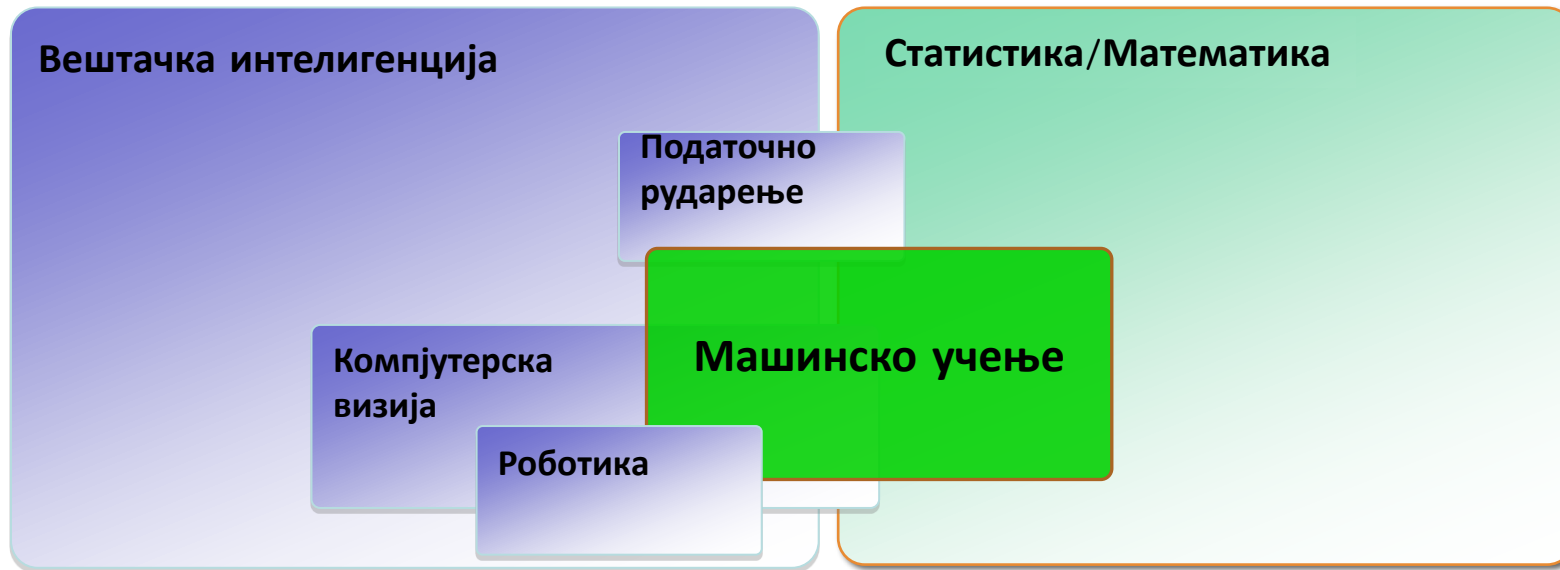 Вештачка интелигенција
Статистика/Математика
Податочно
рударење
Машинско учење
Компјутерска
визија
Роботика